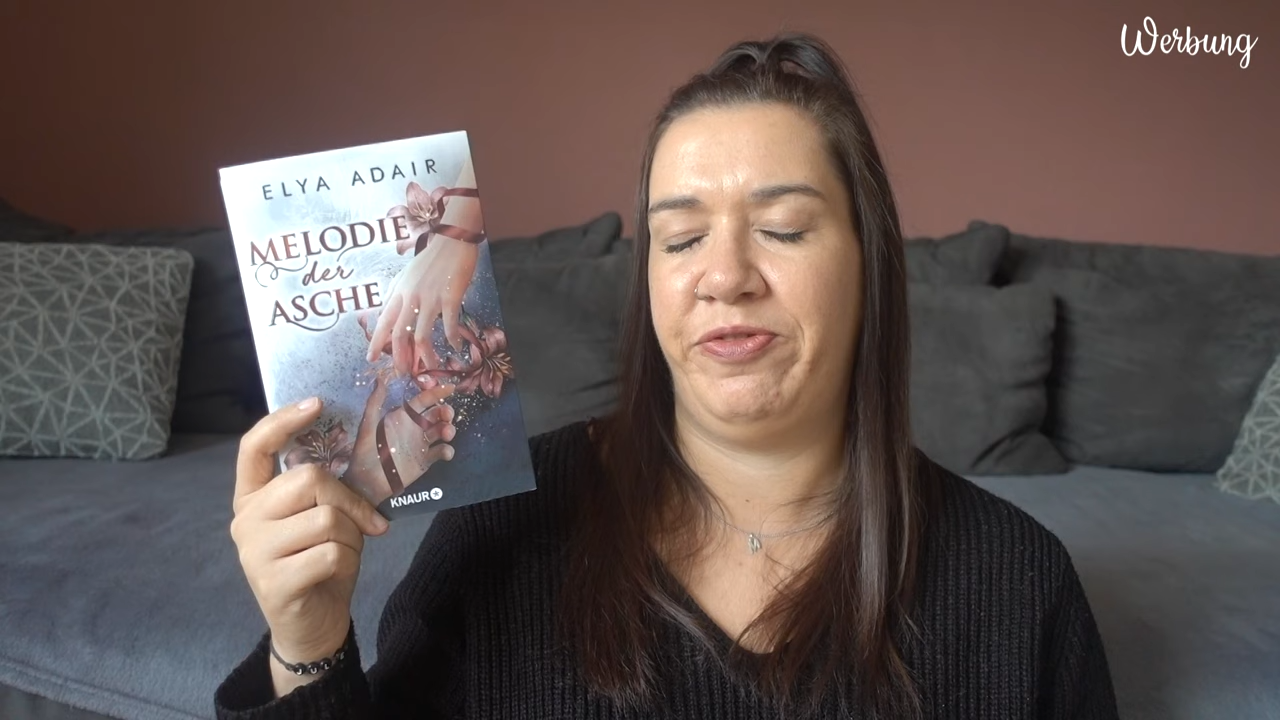 Werbung
ELYA ADAIR
MELODIE
der
ASCHE
KNAUR